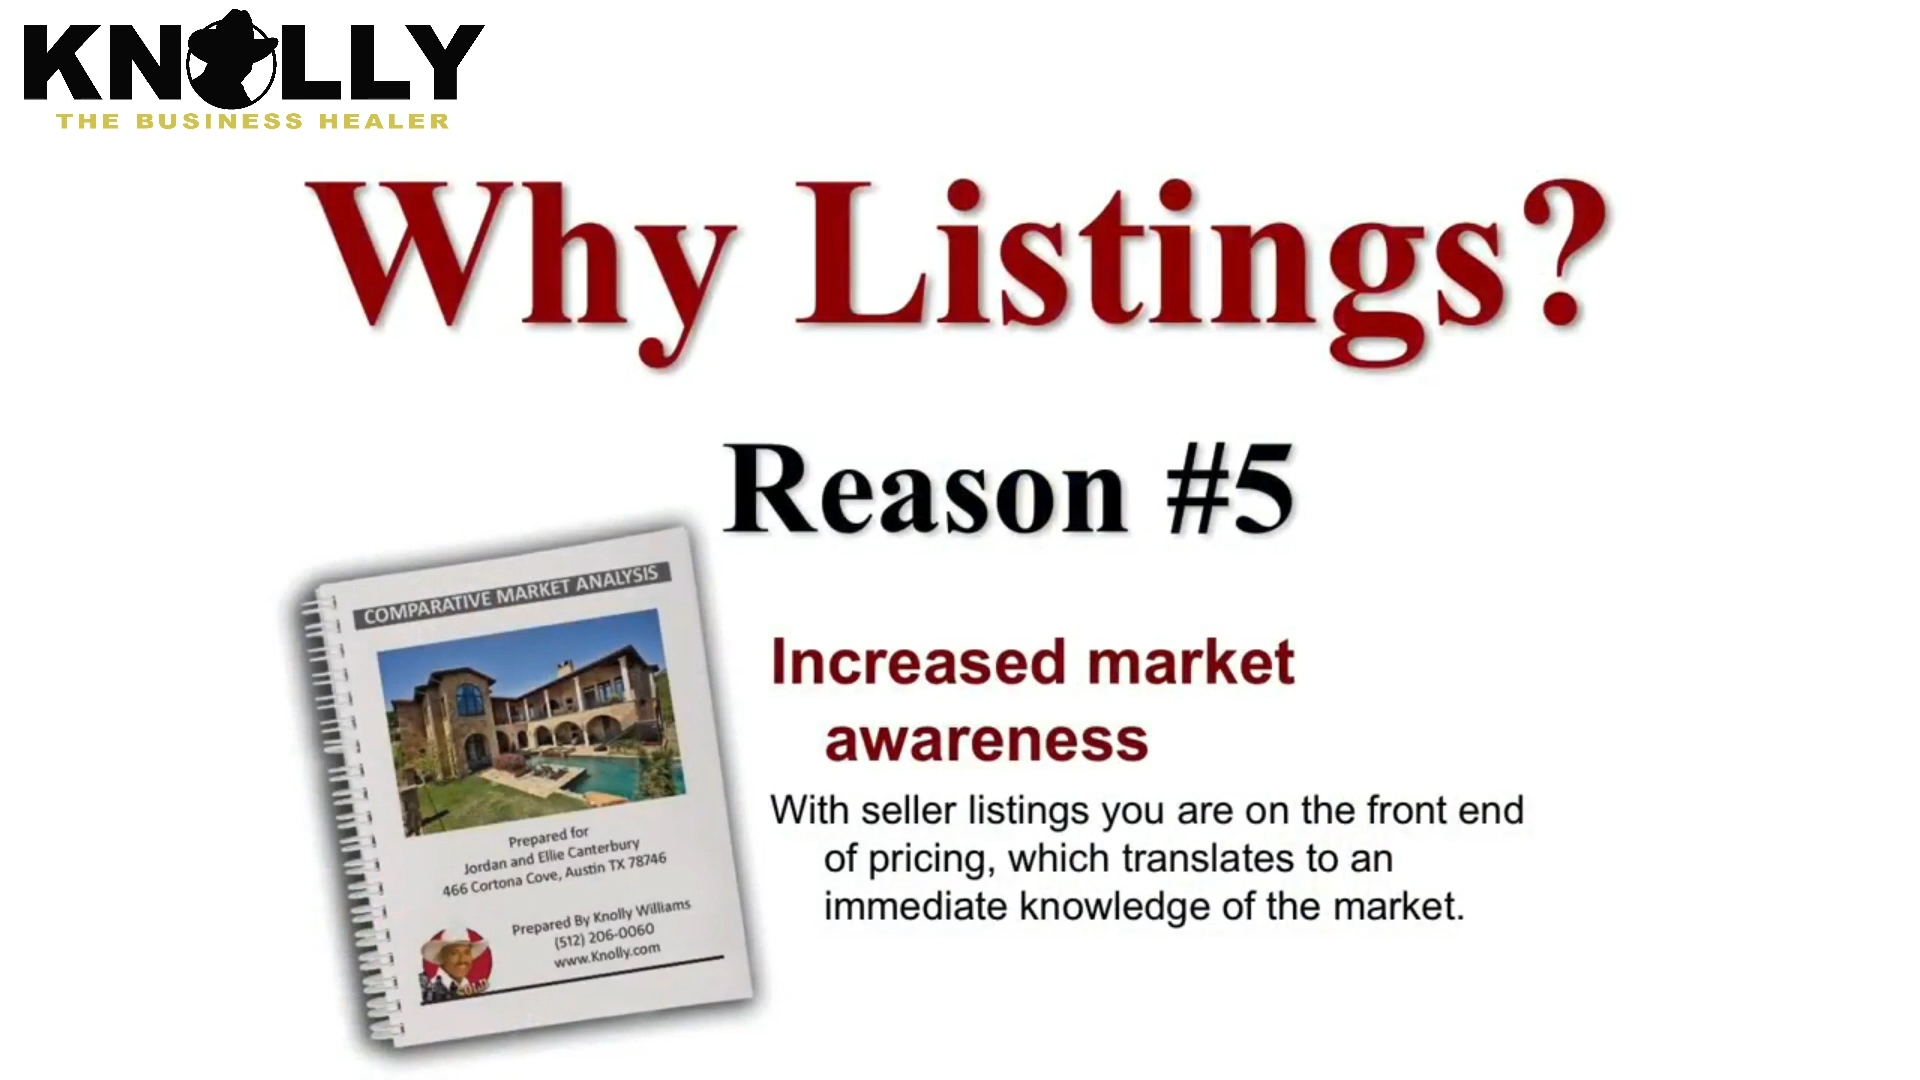 KNOLLY
THE BUSINESS HEALER
Why Listings?
Reason #5
COMPARATIVE MARKET ANALYSIS
Prepared for
Jordan and Ellie Canterbury
466 Cortona Cove, Austin TX 78746
Prepared By Knolly Williams
(512) 206-0060
www.Knolly.com
SOLD
Increased market
awareness
With seller listings you are on the front end
of pricing, which translates to an
immediate knowledge of the market.